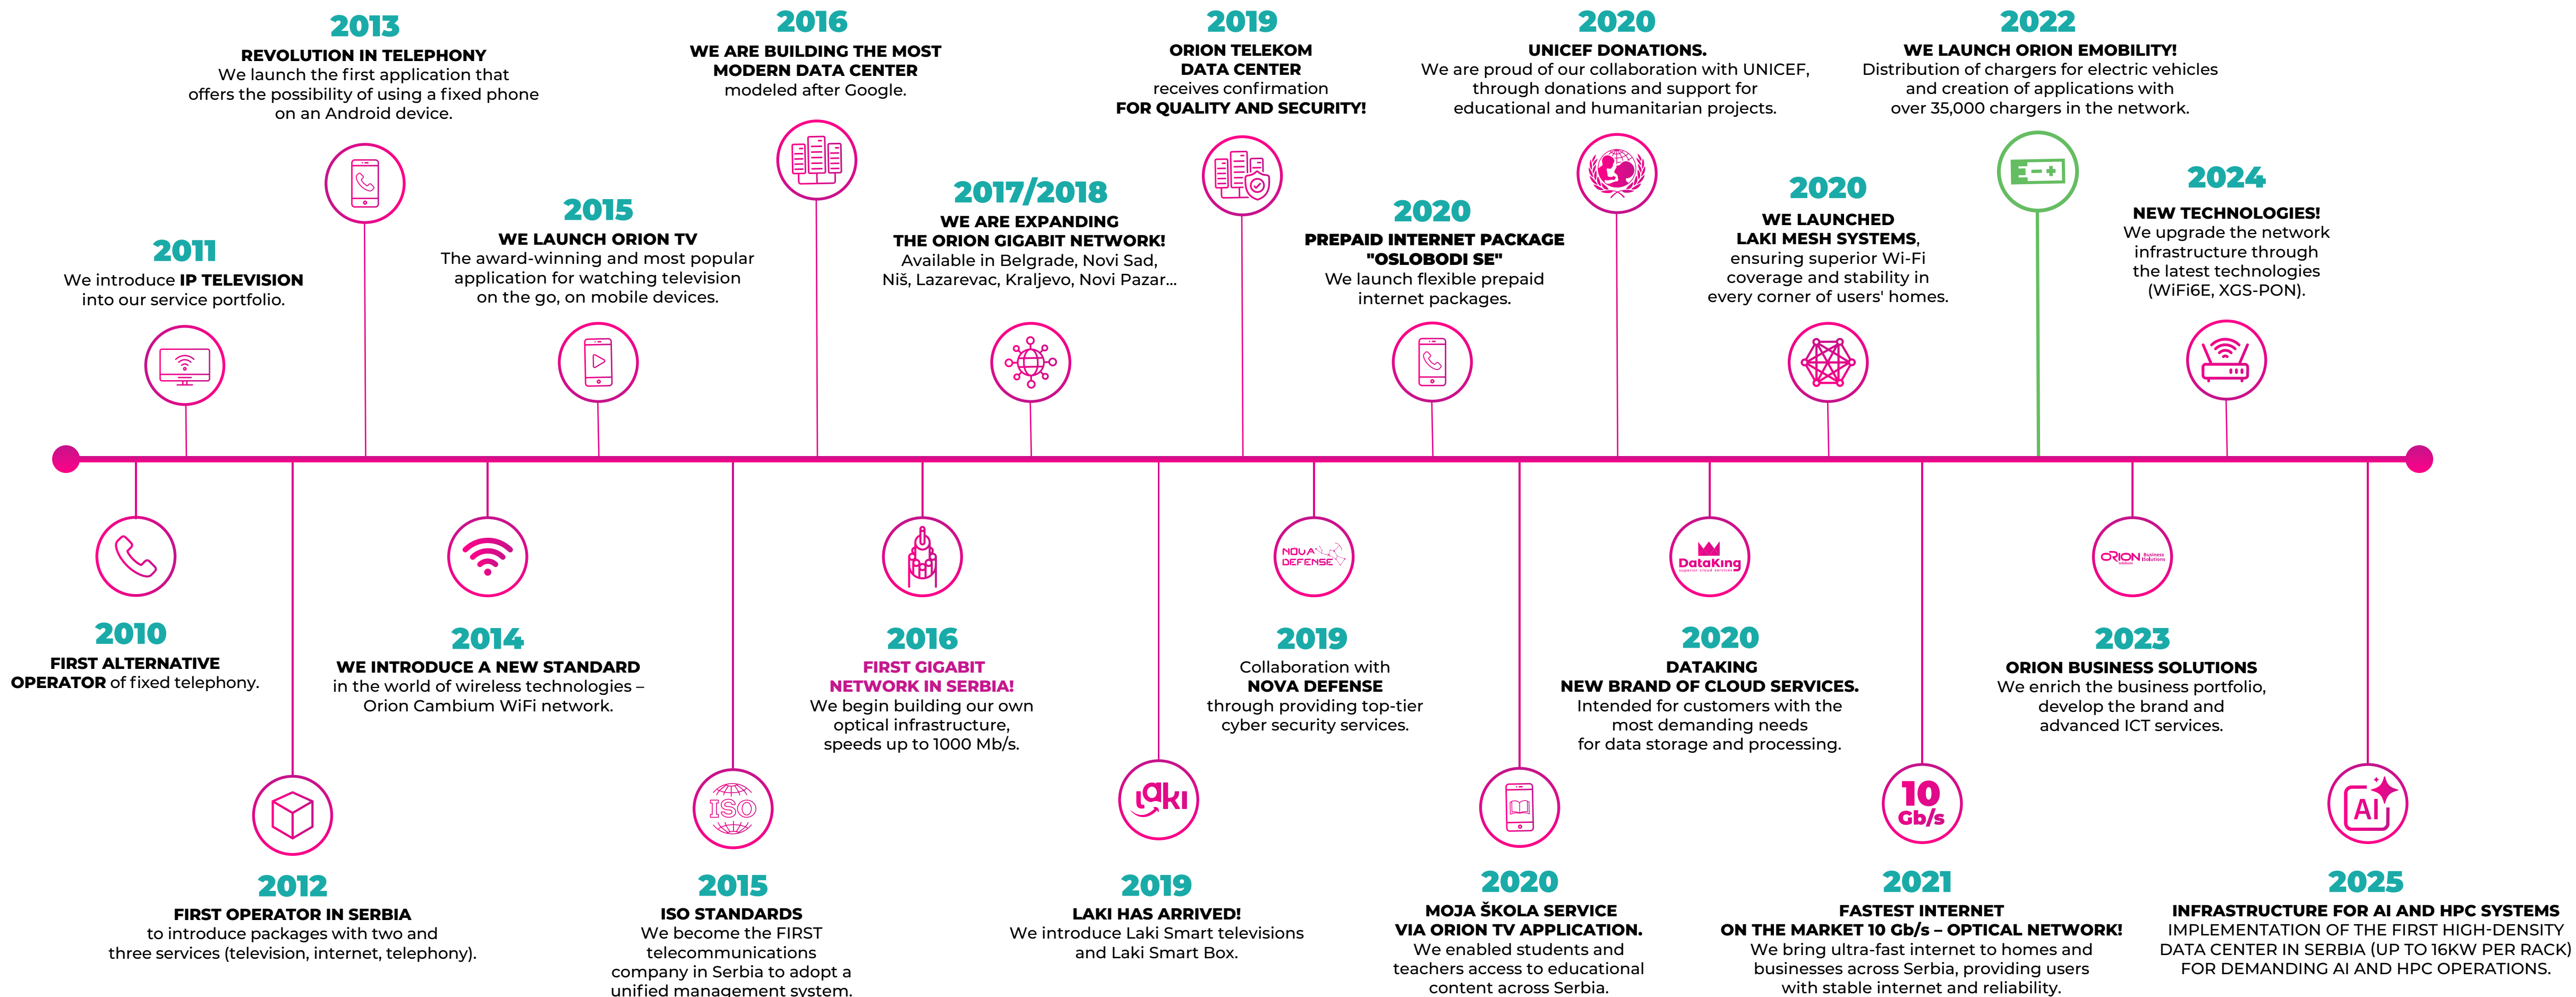 2013
REVOLUTION IN TELEPHONY
We launch the first application that
offers the possibility of using a fixed phone
on an Android device.
2016
WE ARE BUILDING THE MOST
MODERN DATA CENTER
modeled after Google.
2019
ORION TELEKOM
DATA CENTER
receives confirmation
FOR QUALITY AND SECURITY!
2020
UNICEF DONATIONS.
We are proud of our collaboration with UNICEF,
through donations and support for
educational and humanitarian projects.
2022
WE LAUNCH ORION EMOBILITY!
Distribution of chargers for electric vehicles
and creation of applications with
over 35,000 chargers in the network.
2011
We introduce IP TELEVISION
into our service portfolio.
2015
WE LAUNCH ORION TV
The award-winning and most popular
application for watching television
on the go, on mobile devices.
2017/2018
WE ARE EXPANDING
THE ORION GIGABIT NETWORK!
Available in Belgrade, Novi Sad,
Niš, Lazarevac, Kraljevo, Novi Pazar...
2020
PREPAID INTERNET PACKAGE
"OSLOBODI SE"
We launch flexible prepaid
internet packages.
2020
WE LAUNCHED
LAKI MESH SYSTEMS,
ensuring superior Wi-Fi
coverage and stability in
every corner of users' homes.
2024
NEW TECHNOLOGIES!
We upgrade the network
infrastructure through
the latest technologies
(WiFi6E, XGS-PON).
2010
FIRST ALTERNATIVE
OPERATOR of fixed telephony.
2014
WE INTRODUCE A NEW STANDARD
in the world of wireless technologies –
Orion Cambium WiFi network.
2016
FIRST GIGABIT
NETWORK IN SERBIA!
We begin building our own
optical infrastructure,
speeds up to 1000 Mb/s.
NOVA
DEFENSE
2019
Collaboration with
NOVA DEFENSE
through providing top-tier
cyber security services.
DataKing
superior cloud services
2020
DATAKING
NEW BRAND OF CLOUD SERVICES.
Intended for customers with the
most demanding needs
for data storage and processing.
ORION Business
Solutions
2023
ORION BUSINESS SOLUTIONS
We enrich the business portfolio,
develop the brand and
advanced ICT services.
2012
FIRST OPERATOR IN SERBIA
to introduce packages with two and
three services (television, internet, telephony).
ISO
2015
ISO STANDARDS
We become the FIRST
telecommunications
company in Serbia to adopt a
unified management system.
laki
2019
LAKI HAS ARRIVED!
We introduce Laki Smart televisions
and Laki Smart Box.
2020
MOJA ŠKOLA SERVICE
VIA ORION TV APPLICATION.
We enabled students and
teachers access to educational
content across Serbia.
10
Gb/s
2021
FASTEST INTERNET
ON THE MARKET 10 Gb/s – OPTICAL NETWORK!
We bring ultra-fast internet to homes and
businesses across Serbia, providing users
with stable internet and reliability.
AI
2025
INFRASTRUCTURE FOR AI AND HPC SYSTEMS
IMPLEMENTATION OF THE FIRST HIGH-DENSITY
DATA CENTER IN SERBIA (UP TO 16KW PER RACK)
FOR DEMANDING AI AND HPC OPERATIONS.